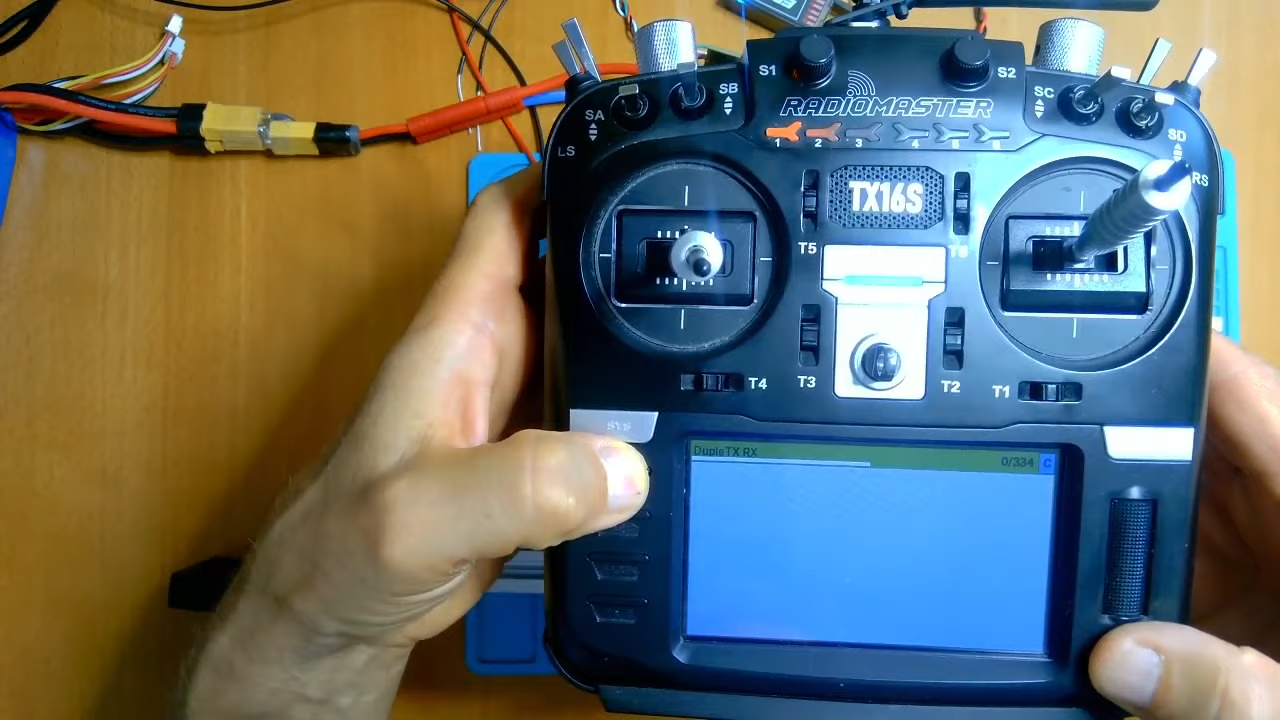 S1
S2
SB
SC
RADIOMASTER
SA
LS
SD
RS
1 2 3 4 5 6
TX16S
T5
T6
T4
T3
T2
T1
SYS
DupleTX RX
0/334 C